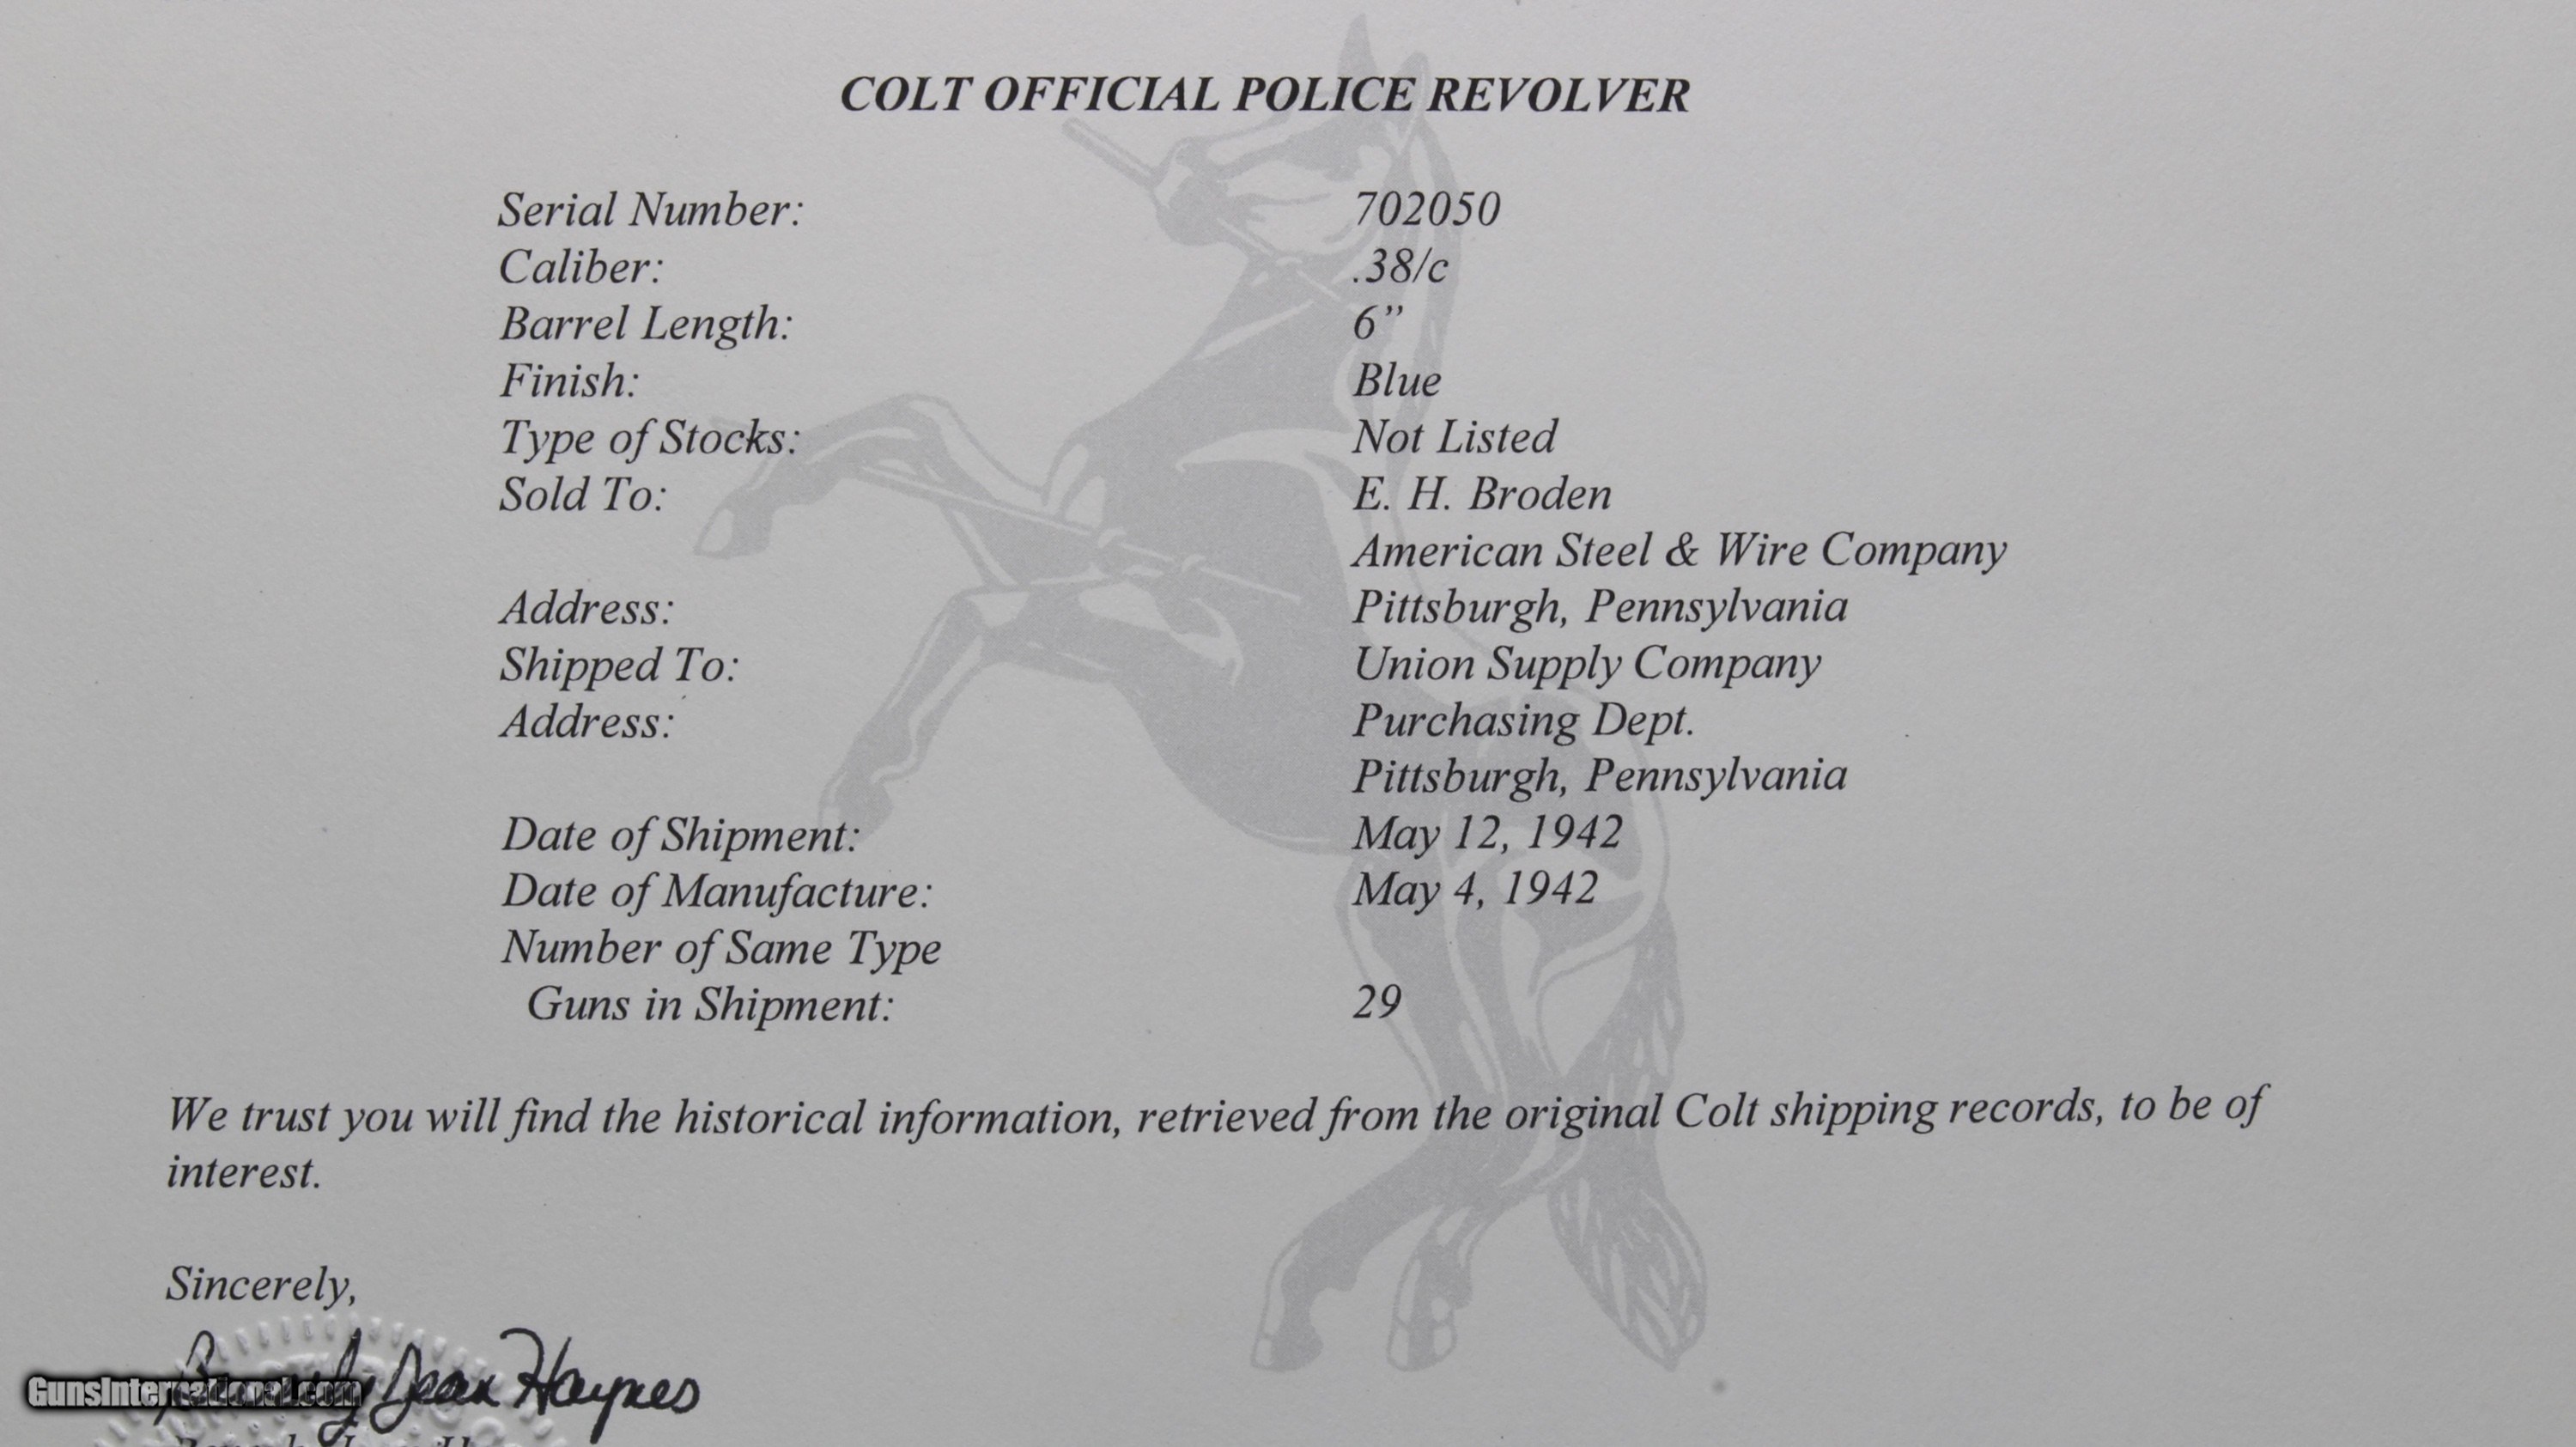 COLT OFFICIAL POLICE REVOLVER
Serial Number: 702050
Caliber: .38/c
Barrel Length: 6”
Finish: Blue
Type of Stocks: Not Listed
Sold To: E. H. Broden
American Steel & Wire Company
Address: Pittsburgh, Pennsylvania
Shipped To: Union Supply Company
Address: Purchasing Dept.
Pittsburgh, Pennsylvania
Date of Shipment: May 12, 1942
Date of Manufacture: May 4, 1942
Number of Same Type
Guns in Shipment: 29
We trust you will find the historical information, retrieved from the original Colt shipping records, to be of
interest.
Sincerely,
Beverly Jean Haynes
GunsInternational.com